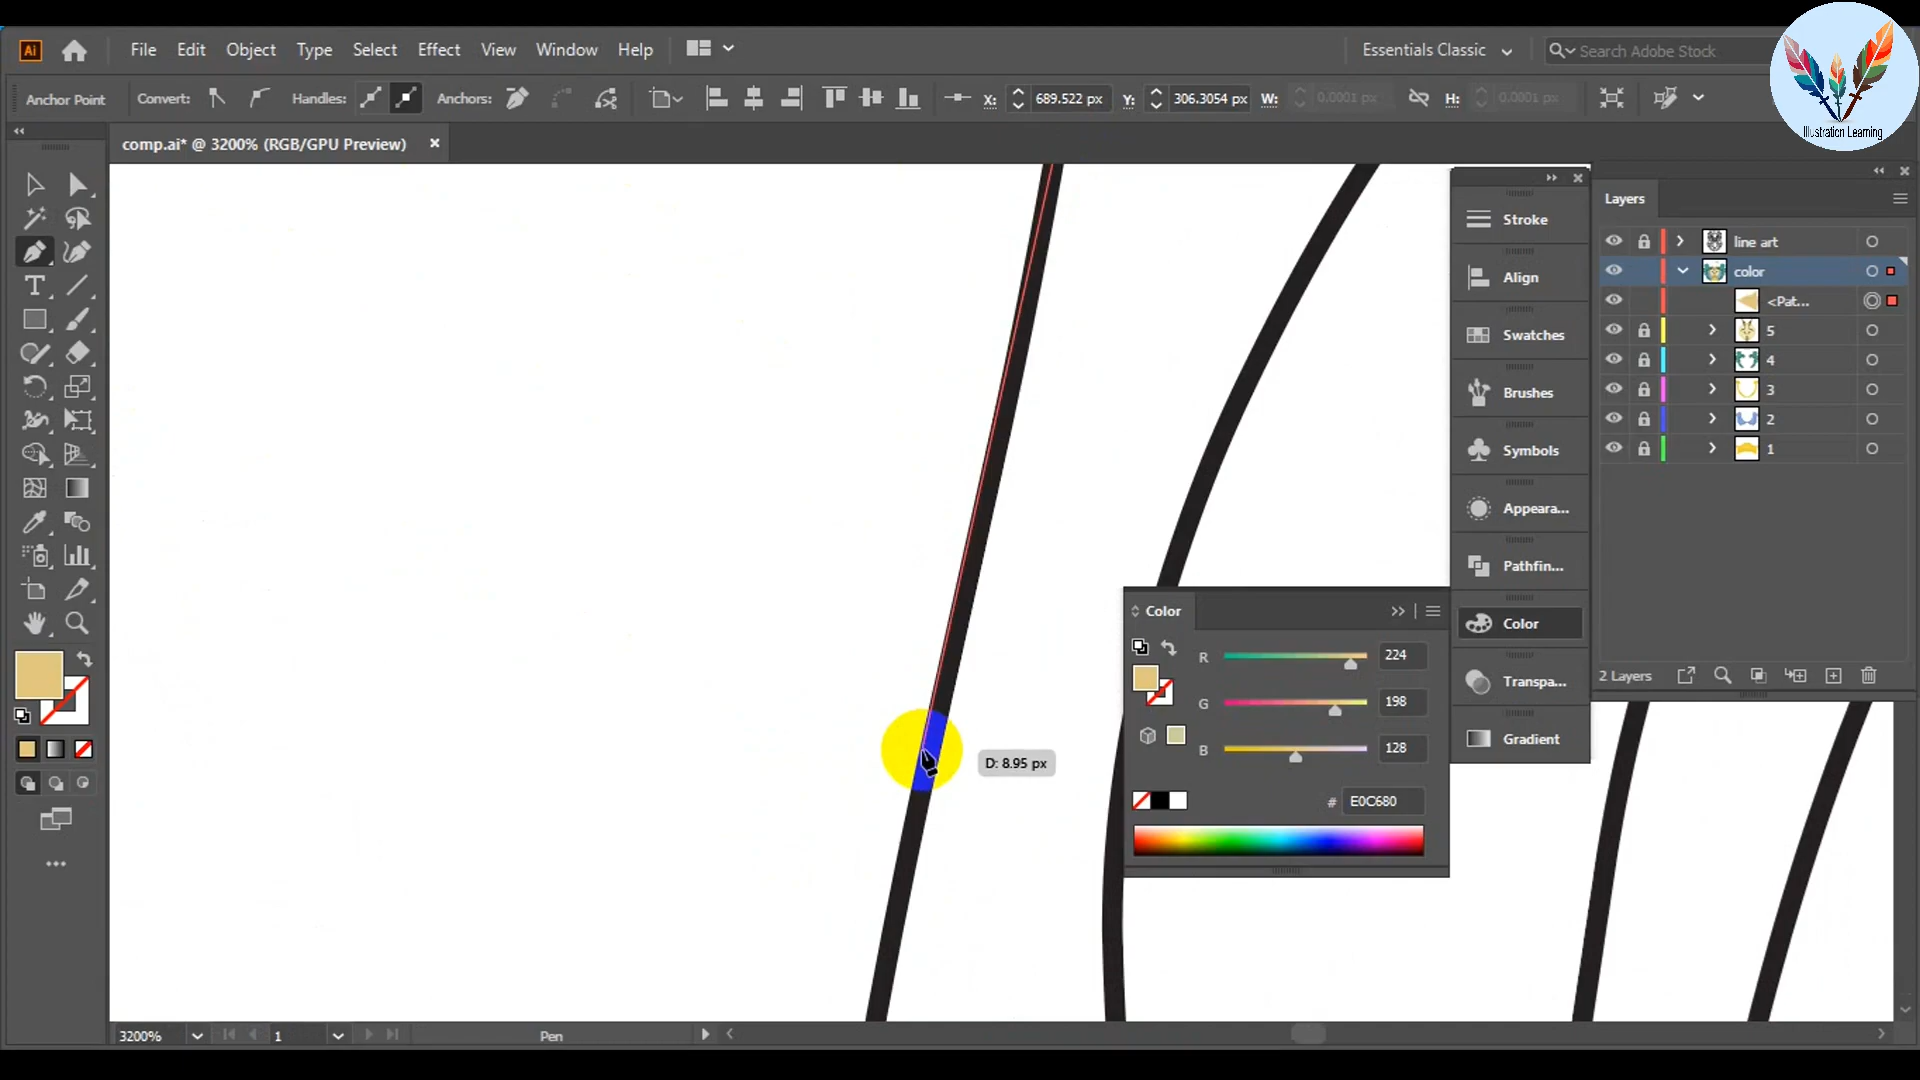 Ai File Edit Object Type Select Effect View Window Help Essentials Classic Search Adobe Stock
Anchor Point Convert: Handles: Anchors: X: 689.522 px Y: 306.3054 px W: 0.0001 px H: 0.0001 px
Illustration Learning
comp.ai* @ 3200% (RGB/GPU Preview)
Stroke
Align
Swatches
Brushes
Symbols
Appeara...
Pathfin...
Color
Transpa...
Gradient
Layers
line art
color
<Pat...
5
4
3
2
1
2 Layers
Color
R 224
G 198
B 128
# E0C680
D: 8.95 px
3200% 1 Pen